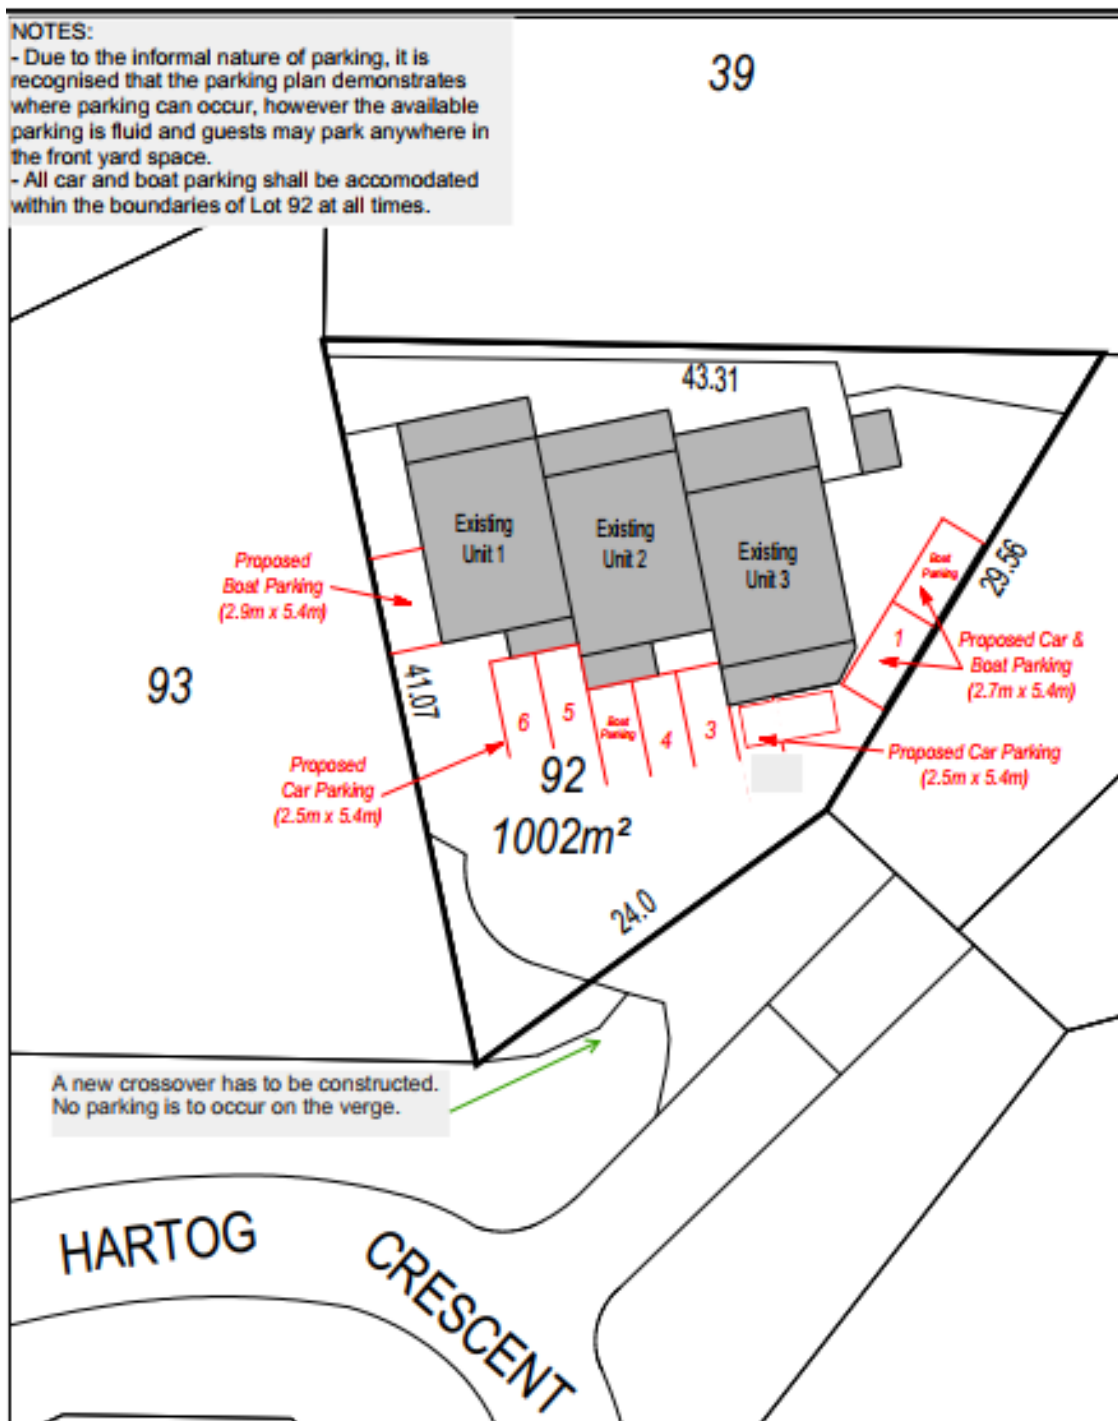 NOTES:
- Due to the informal nature of parking, it is
recognised that the parking plan demonstrates
where parking can occur, however the available
parking is fluid and guests may park anywhere in
the front yard space.
- All car and boat parking shall be accomodated
within the boundaries of Lot 92 at all times.
39
43.31
Existing
Unit 1
Existing
Unit 2
Existing
Unit 3
Proposed
Boat Parking
(2.9m x 5.4m)
Boat
Parking
29.56
1
Proposed Car &
Boat Parking
(2.7m x 5.4m)
93
41.07
6
5
Boat
Parking
4
3
Proposed Car Parking
(2.5m x 5.4m)
Proposed
Car Parking
(2.5m x 5.4m)
92
1002m²
24.0
A new crossover has to be constructed.
No parking is to occur on the verge.
HARTOG
CRESCENT